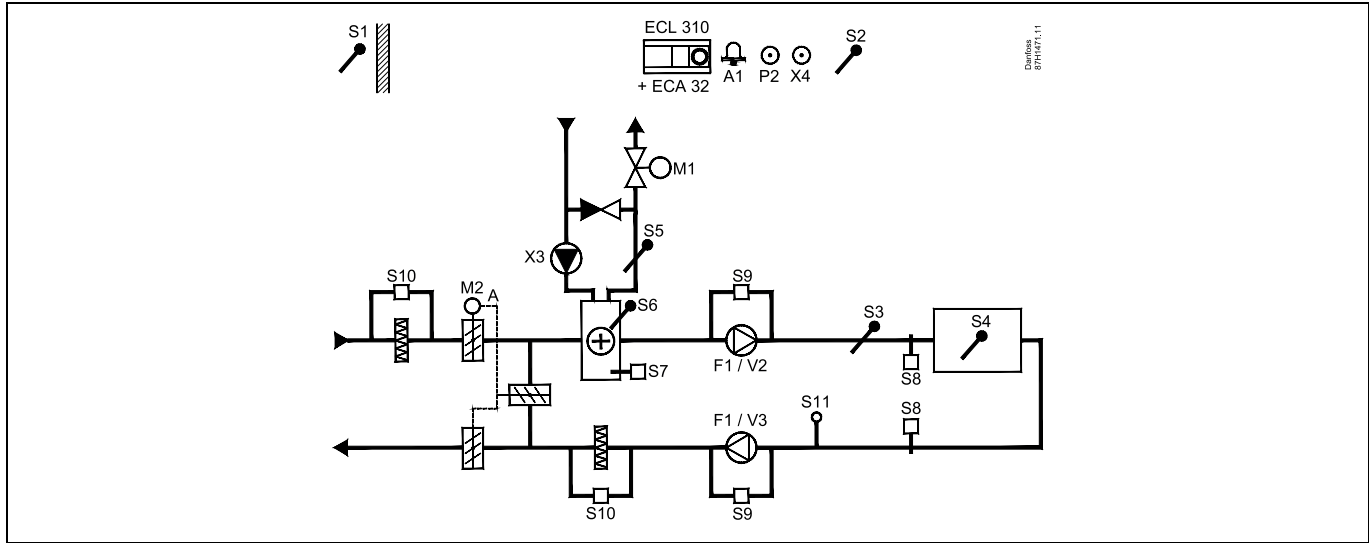 S1
ECL 310
+ ECA 32
A1
P2
X4
S2
Danfoss
87H1471.11
M1
S5
X3
S10
M2
A
S6
S9
S3
S4
F1 / V2
S7
S8
S8
S11
F1 / V3
S10
S9